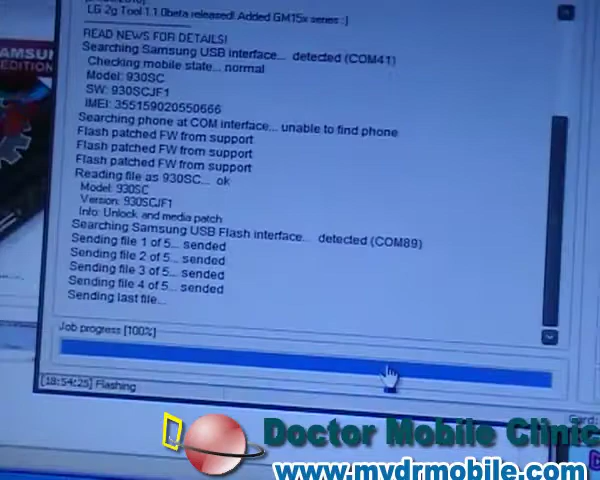 LG 2g Tool 1.1.0beta released! Added GM15x series :)
READ NEWS FOR DETAILS!
Searching Samsung USB interface... detected (COM41)
Checking mobile state... normal
Model: 930SC
SW: 930SCJF1
IMEI: 355159020550666
Searching phone at COM interface... unable to find phone
Flash patched FW from support
Flash patched FW from support
Flash patched FW from support
Reading file as 930SC... ok
Model: 930SC
Version: 930SCJF1
Info: Unlock and media patch
Searching Samsung USB Flash interface... detected (COM89)
Sending file 1 of 5... sended
Sending file 2 of 5... sended
Sending file 3 of 5... sended
Sending file 4 of 5... sended
Sending last file...
Job progress [100%]
[18:54:25] Flashing
AMSUN
EDITION
Card:
Doctor Mobile Clinic
www.mydrmobile.com